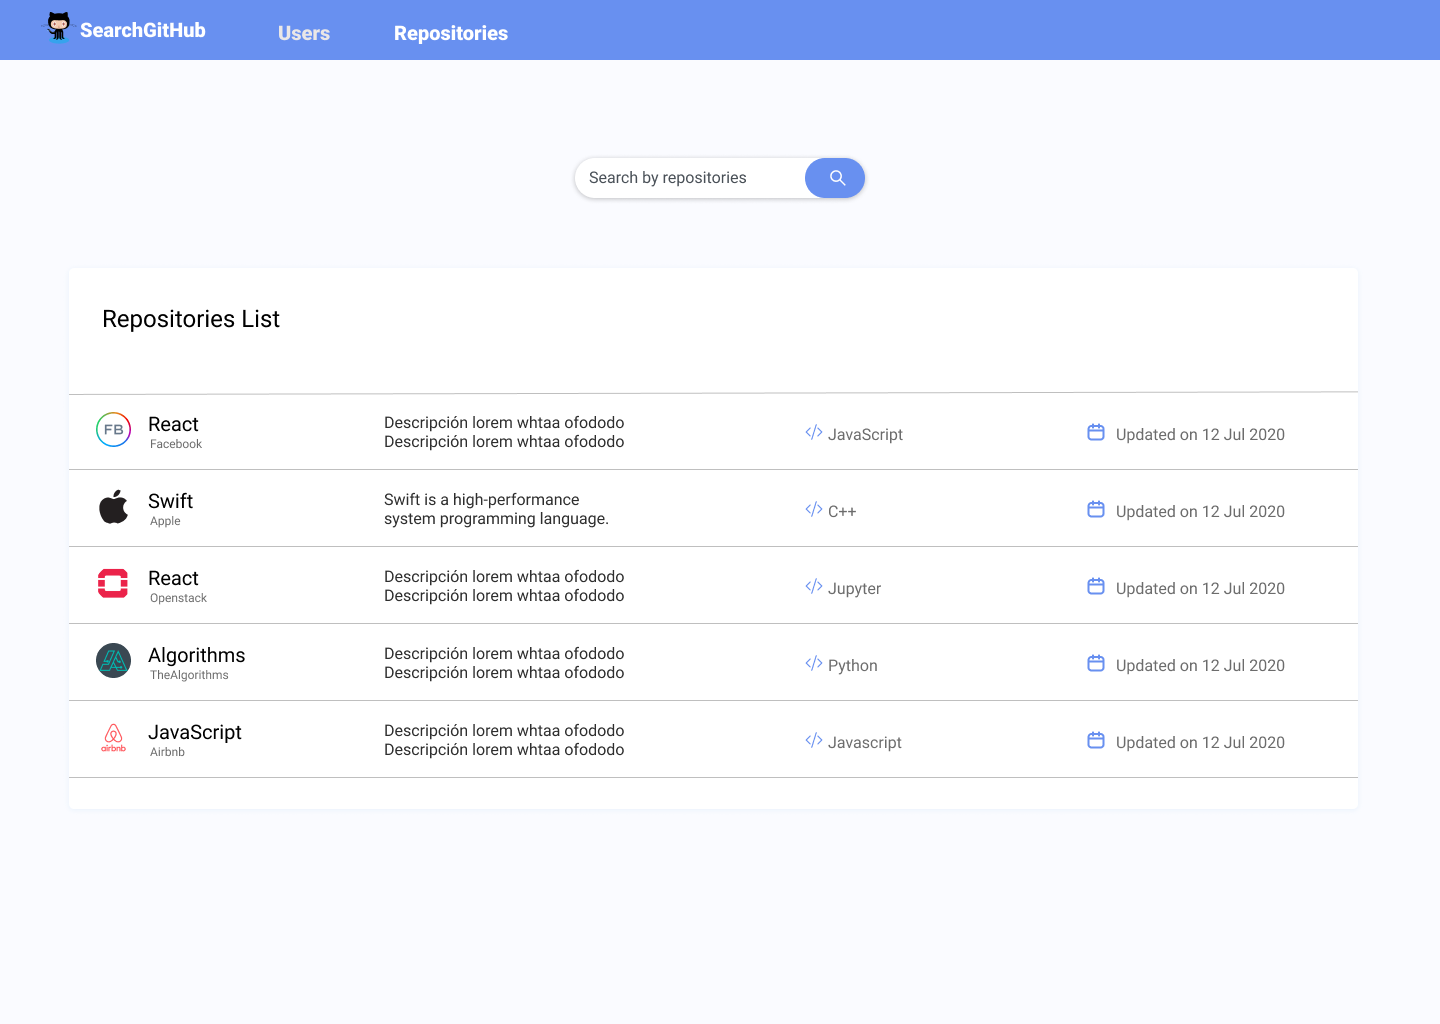 SearchGitHub
Users
Repositories
Search by repositories
Repositories List
FB
React
Facebook
Descripción lorem whtaa ofododo
Descripción lorem whtaa ofododo
</> JavaScript
Updated on 12 Jul 2020
Swift
Apple
Swift is a high-performance
system programming language.
</> C++
Updated on 12 Jul 2020
React
Openstack
Descripción lorem whtaa ofododo
Descripción lorem whtaa ofododo
</> Jupyter
Updated on 12 Jul 2020
Algorithms
TheAlgorithms
Descripción lorem whtaa ofododo
Descripción lorem whtaa ofododo
</> Python
Updated on 12 Jul 2020
airbnb
JavaScript
Airbnb
Descripción lorem whtaa ofododo
Descripción lorem whtaa ofododo
</> Javascript
Updated on 12 Jul 2020